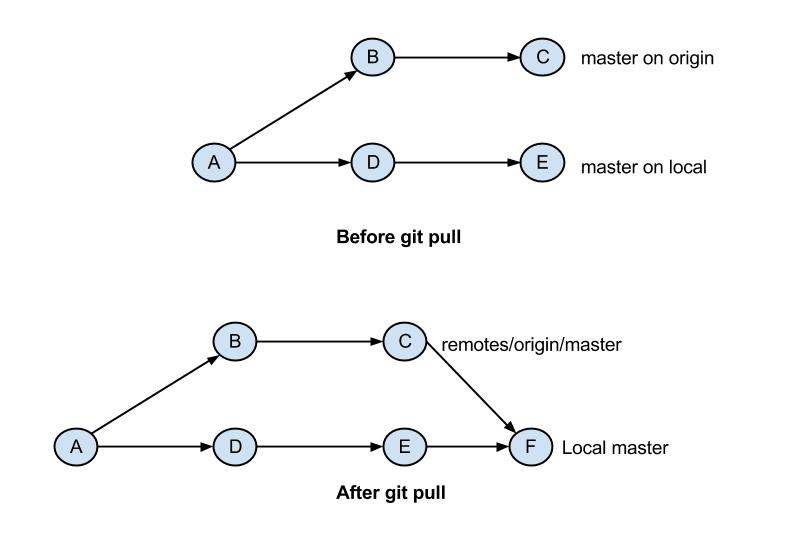 B
C
master on origin
A
D
E
master on local
Before git pull
B
C
remotes/origin/master
A
D
E
F
Local master
After git pull